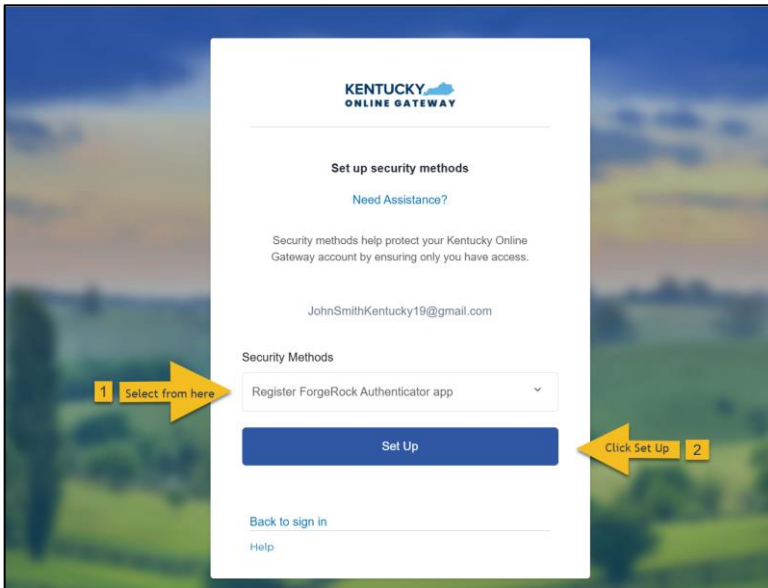 KENTUCKY
ONLINE GATEWAY
Set up security methods
Need Assistance?
Security methods help protect your Kentucky Online
Gateway account by ensuring only you have access.
JohnSmithKentucky19@gmail.com
Security Methods
1 Select from here
Register ForgeRock Authenticator app
Set Up
Click Set Up 2
Back to sign in
Help